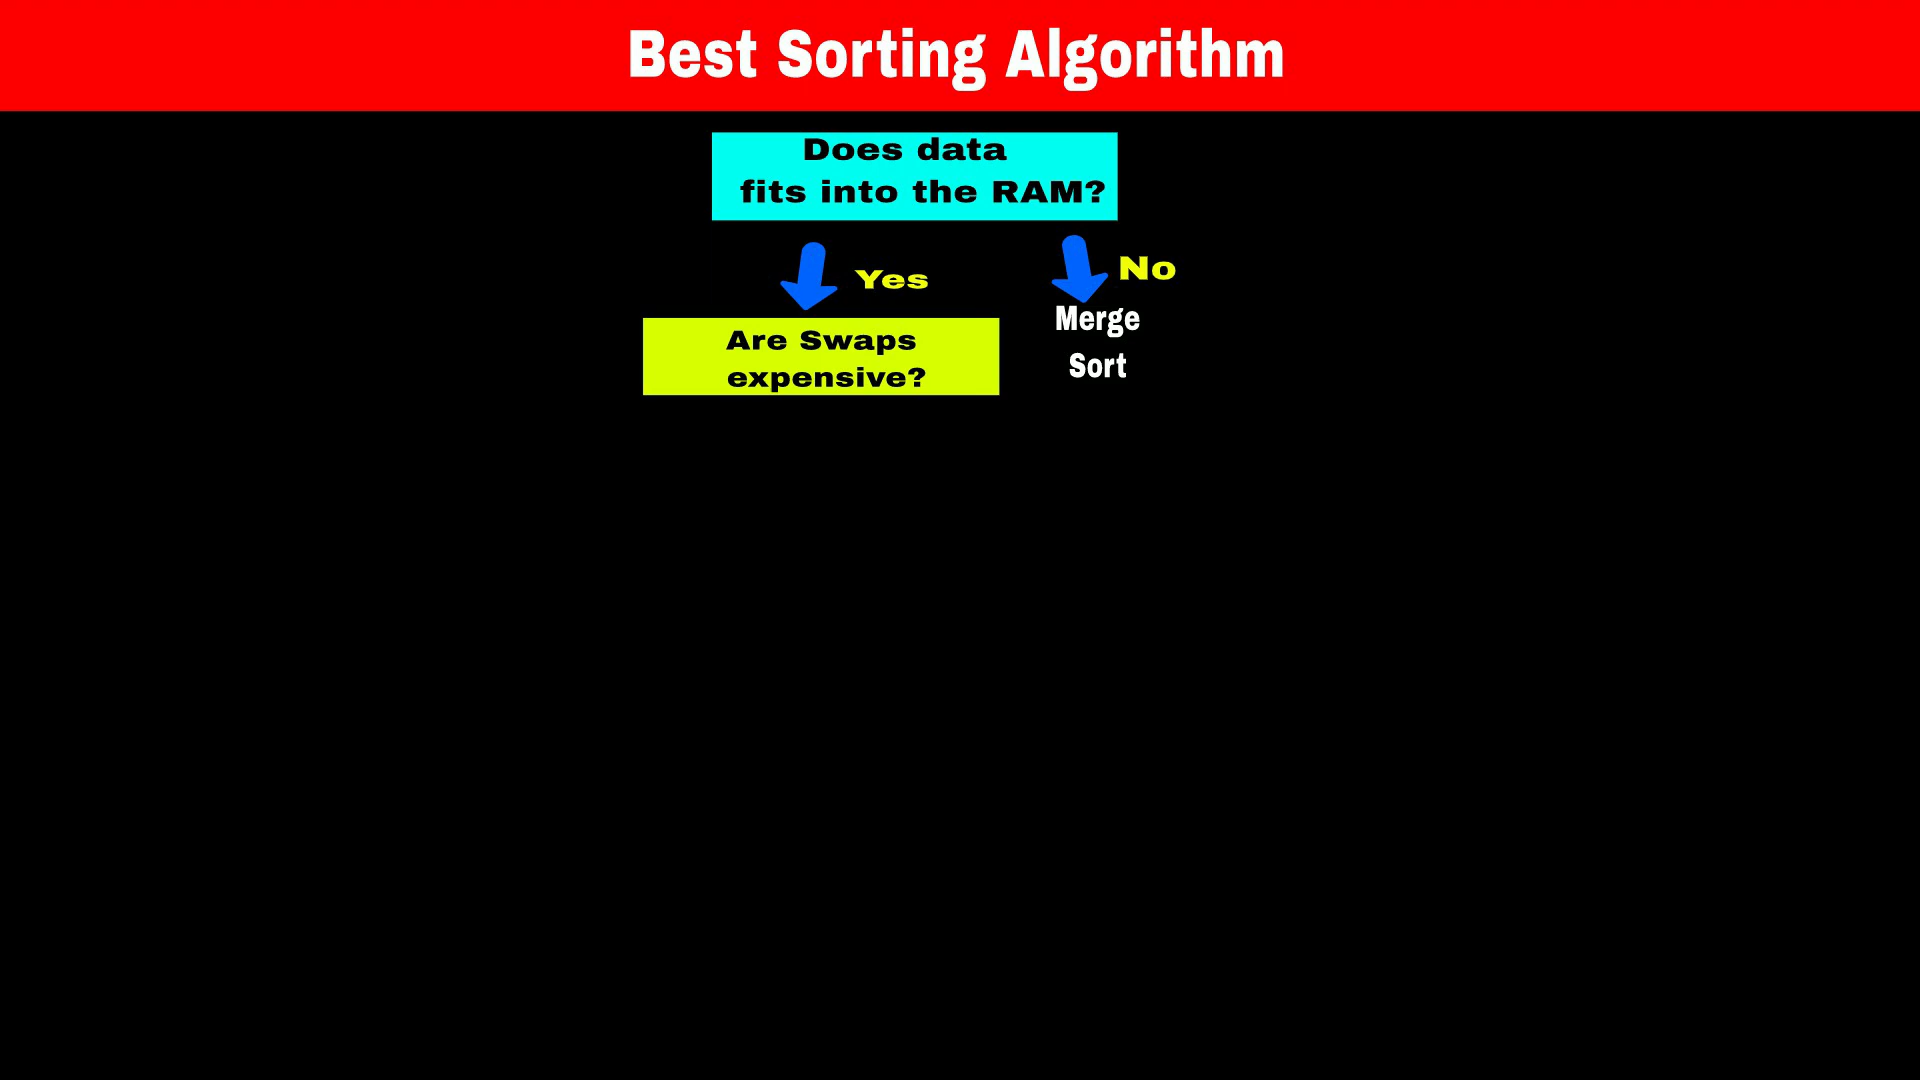 Best Sorting Algorithm
Does data
fits into the RAM?
Yes
No
Are Swaps
expensive?
Merge
Sort